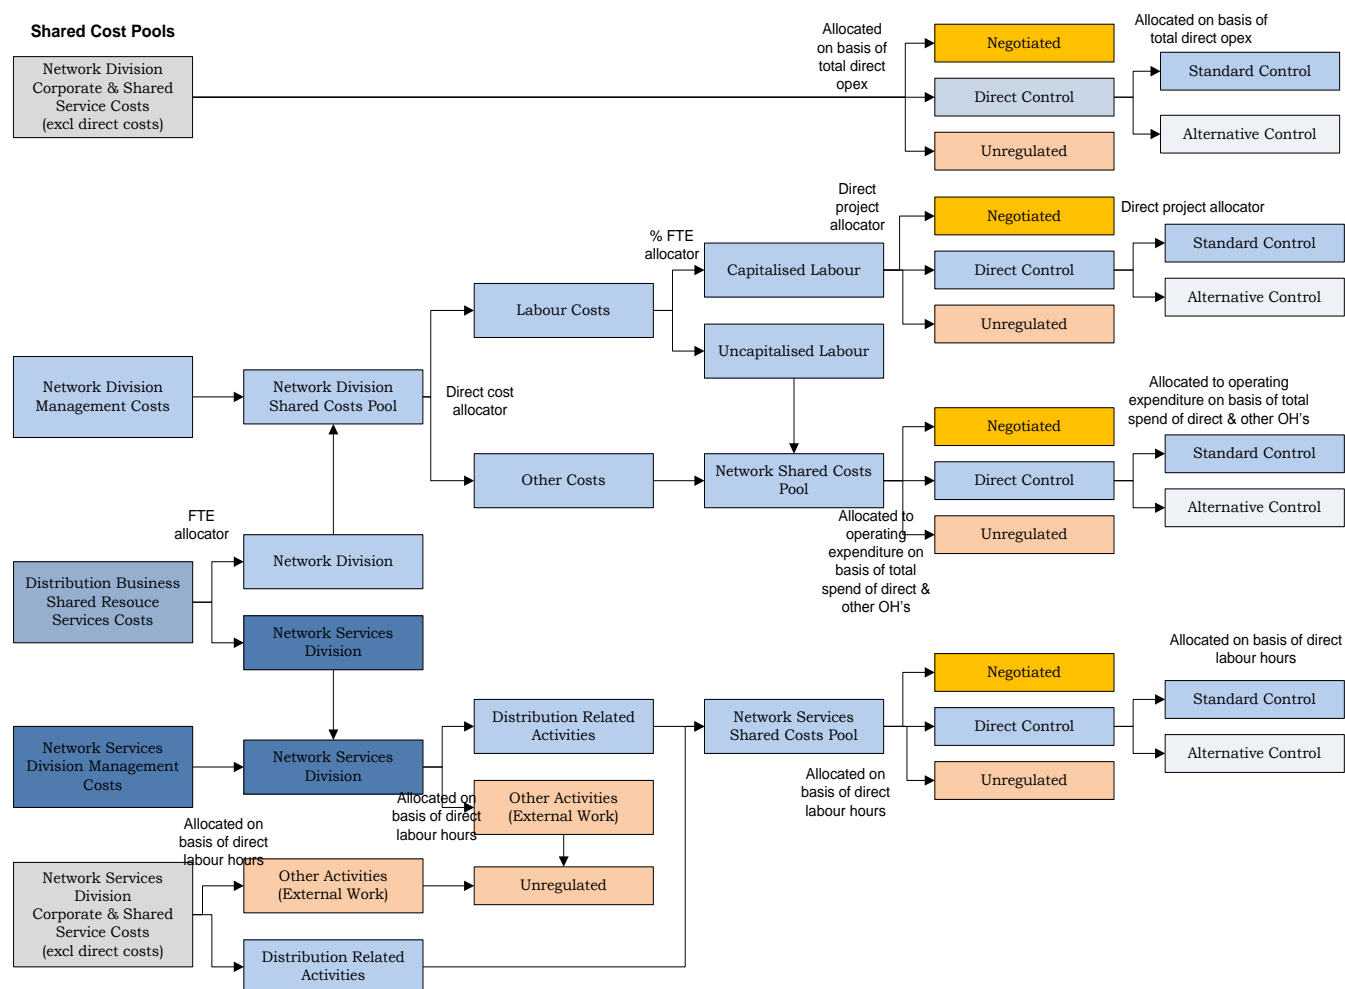 Shared Cost Pools
Network Division
Corporate & Shared
Service Costs
(excl direct costs)
Allocated
on basis of
total direct
opex
Negotiated
Direct Control
Unregulated
Allocated on basis of
total direct opex
Standard Control
Alternative Control
Network Division
Management Costs
Network Division
Shared Costs Pool
Direct cost
allocator
Labour Costs
Other Costs
% FTE
allocator
Capitalised Labour
Uncapitalised Labour
Direct
project
allocator
Negotiated
Direct Control
Unregulated
Direct project allocator
Standard Control
Alternative Control
Network Shared Costs
Pool
Allocated to
operating
expenditure on
basis of total
spend of direct &
other OH's
Negotiated
Direct Control
Unregulated
Allocated to operating
expenditure on basis of total
spend of direct & other OH's
Standard Control
Alternative Control
Distribution Business
Shared Resouce
Services Costs
FTE
allocator
Network Division
Network Services
Division
Network Services
Division Management
Costs
Network Services
Division
Allocated on
basis of direct
labour hours
Distribution Related
Activities
Other Activities
(External Work)
Unregulated
Network Services
Shared Costs Pool
Allocated on
basis of direct
labour hours
Negotiated
Direct Control
Unregulated
Allocated on basis of direct
labour hours
Standard Control
Alternative Control
Network Services
Division
Corporate & Shared
Service Costs
(excl direct costs)
Allocated on
basis of direct
labour hours
Other Activities
(External Work)
Distribution Related
Activities